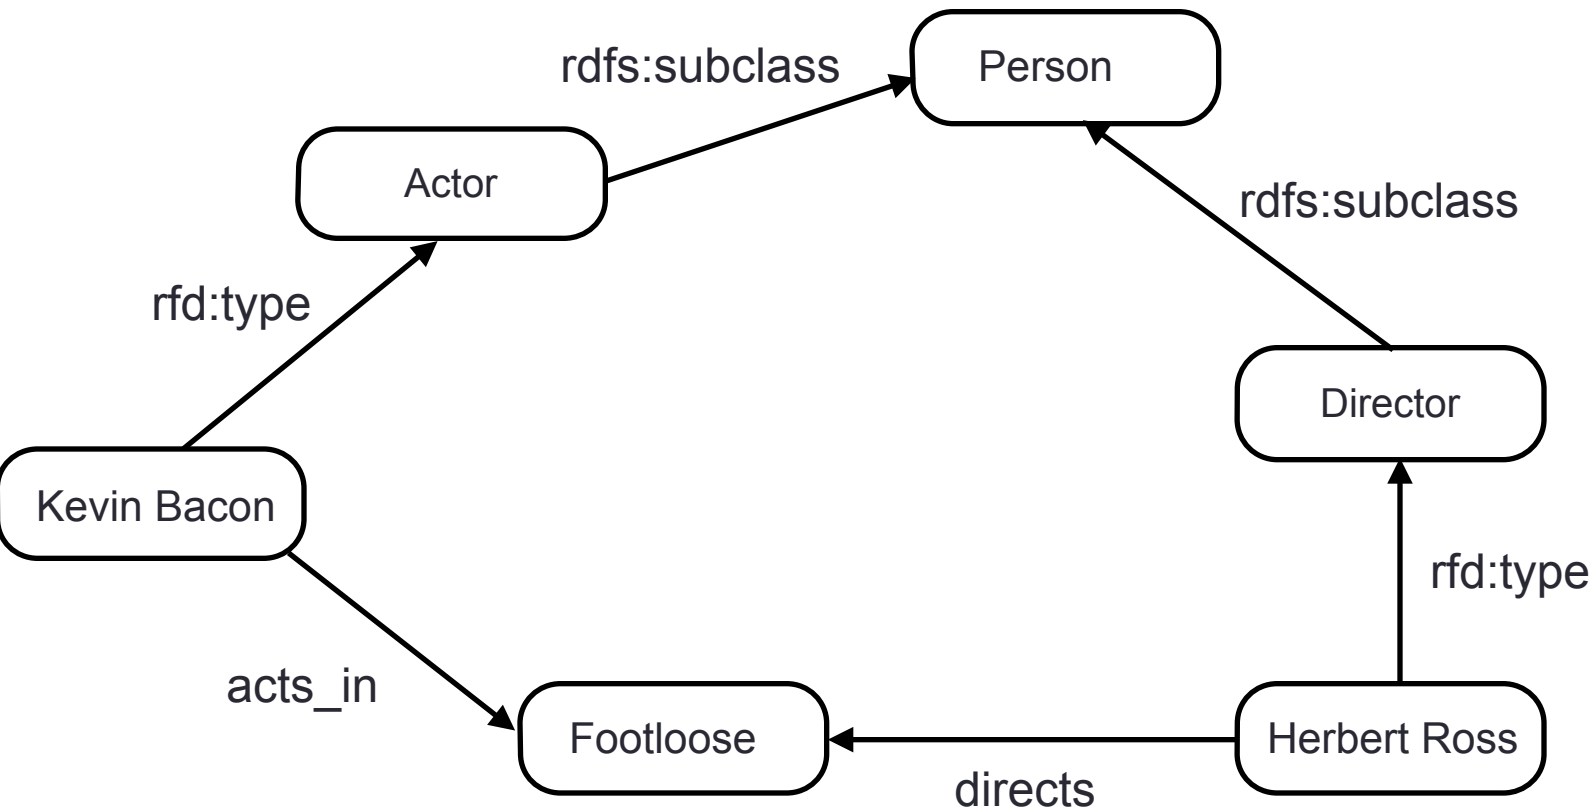 rdfs:subclass
Person
Actor
rdfs:subclass
rfd:type
Director
Kevin Bacon
rfd:type
acts_in
Footloose
Herbert Ross
directs